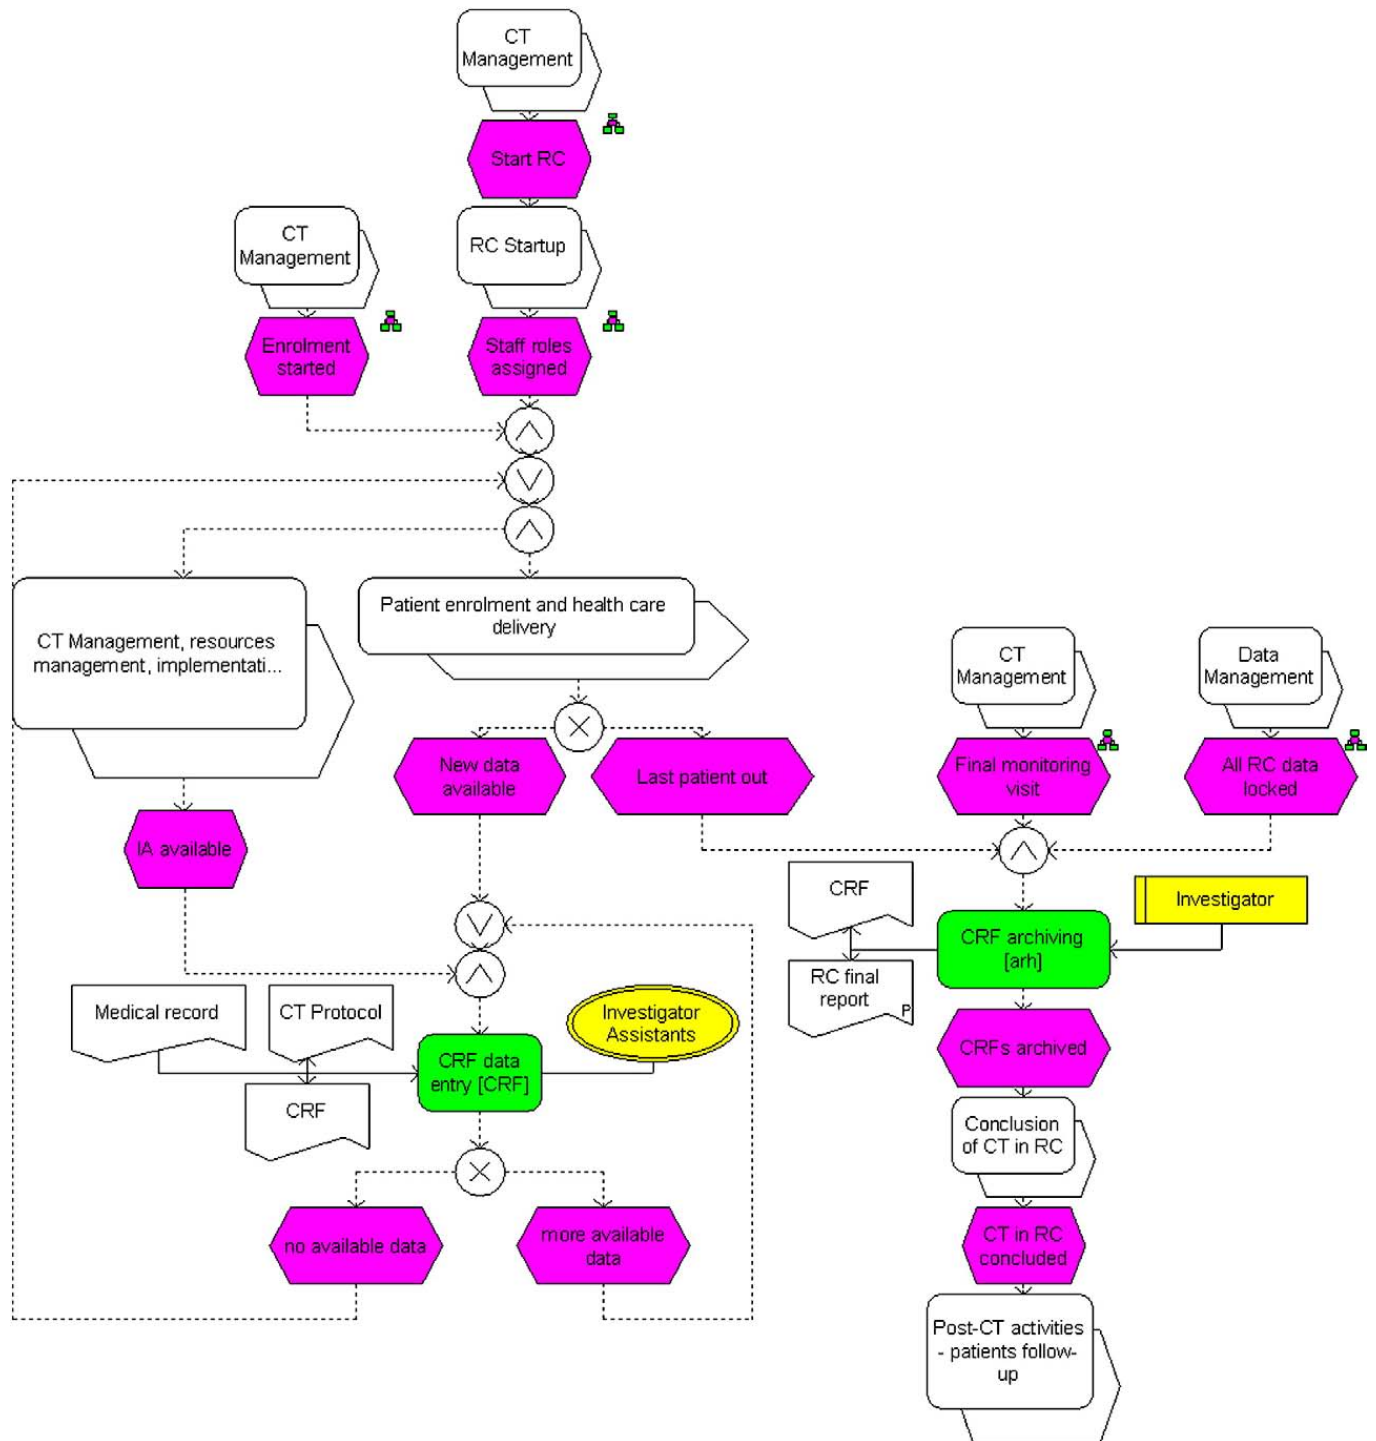 CT
Management
Start RC
CT
Management
RC Startup
Enrolment
started
Staff roles
assigned
CT Management, resources
management, implementati...
Patient enrolment and health care
delivery
CT
Management
Data
Management
New data
available
Last patient out
Final monitoring
visit
All RC data
locked
IA available
CRF
Investigator
CRF archiving
[arh]
RC final
report
P
Medical record
CT Protocol
Investigator
Assistants
CRF data
entry [CRF]
CRFs archived
CRF
Conclusion
of CT in RC
no available data
more available
data
CT in RC
concluded
Post-CT activities
- patients follow-
up